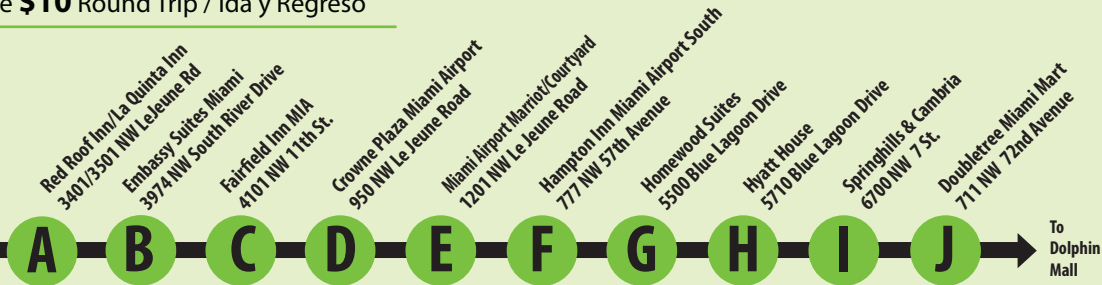 $10 Round Trip / Ida y Regreso
Red Roof Inn/La Quinta Inn
3401/3501 NW LeJeune Rd
Embassy Suites Miami
3974 NW South River Drive
Fairfield Inn MIA
4101 NW 11th St.
Crowne Plaza Miami Airport
950 NW Le Jeune Road
Miami Airport Marriot/Courtyard
1201 NW Le Jeune Road
Hampton Inn Miami Airport South
777 NW 57th Avenue
Homewood Suites
5500 Blue Lagoon Drive
Hyatt House
5710 Blue Lagoon Drive
Springhills & Cambria
6700 NW 7 St.
Doubletree Miami Mart
711 NW 72nd Avenue
A B C D E F G H I J
To
Dolphin
Mall